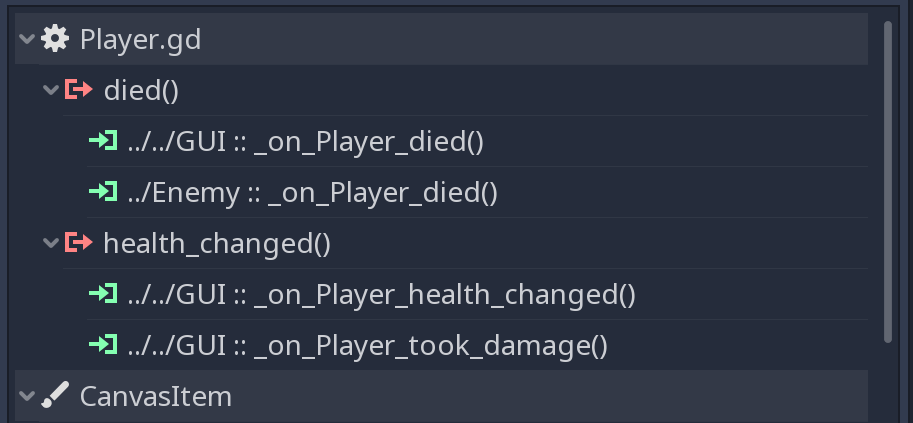 Player.gd
died()
../../GUI :: _on_Player_died()
../Enemy :: _on_Player_died()
health_changed()
../../GUI :: _on_Player_health_changed()
../../GUI :: _on_Player_took_damage()
CanvasItem